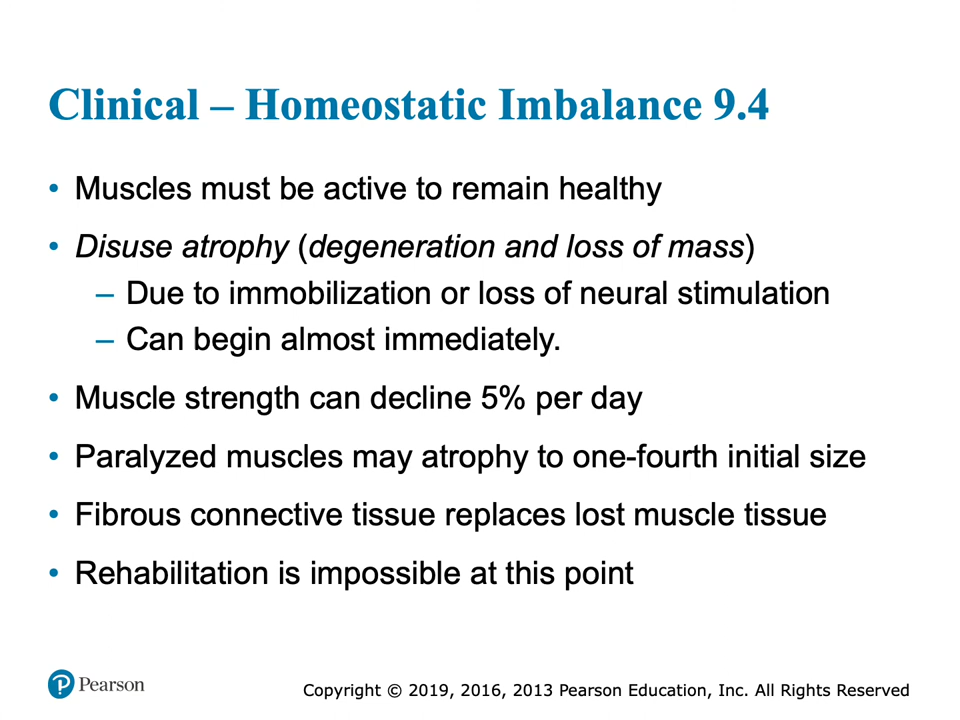 Clinical – Homeostatic Imbalance 9.4
• Muscles must be active to remain healthy
• Disuse atrophy (degeneration and loss of mass)
– Due to immobilization or loss of neural stimulation
– Can begin almost immediately.
• Muscle strength can decline 5% per day
• Paralyzed muscles may atrophy to one-fourth initial size
• Fibrous connective tissue replaces lost muscle tissue
• Rehabilitation is impossible at this point
P Pearson
Copyright © 2019, 2016, 2013 Pearson Education, Inc. All Rights Reserved